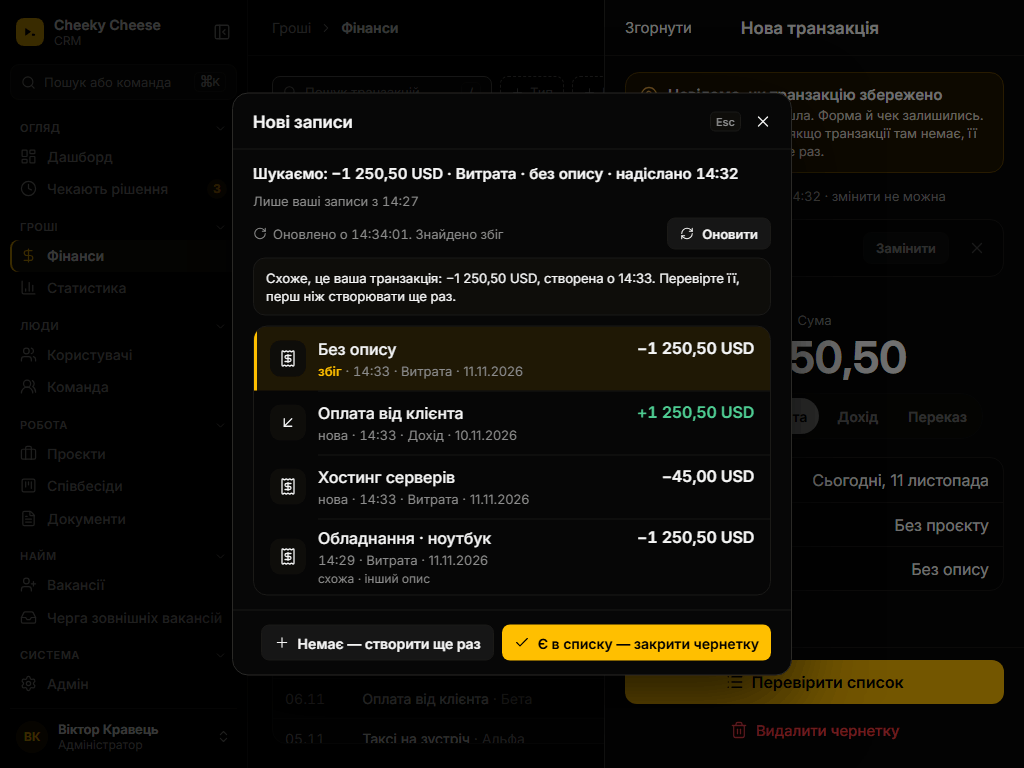 Cheeky Cheese
CRM
Пошук або команда
⌘K
ОГЛЯД
Дашборд
Чекають рішення
3
ГРОШІ
Фінанси
Статистика
ЛЮДИ
Користувачі
Команда
РОБОТА
Проєкти
Співбесіди
Документи
НАЙМ
Вакансії
Черга зовнішніх вакансій
СИСТЕМА
Адмін
ВК
Віктор Кравець
Адміністратор
Гроші
Фінанси
Пошук транзакцій
/
+ Тип
06.11
Оплата від клієнта · Бета
05.11
Таксі на зустріч · Альфа
Згорнути
Нова транзакція
транзакцію збережено
Форма й чек залишились.
якщо транзакції там немає, її
раз.
4:32 · змінити не можна
Замінити
Сума
50,50
Дохід
Переказ
Сьогодні, 11 листопада
Без проєкту
Без опису
Перевірити список
Видалити чернетку
Нові записи
Esc
Шукаємо: −1 250,50 USD · Витрата · без опису · надіслано 14:32
Лише ваші записи з 14:27
Оновлено о 14:34:01. Знайдено збіг
Оновити
Схоже, це ваша транзакція: −1 250,50 USD, створена о 14:33. Перевірте її,
перш ніж створювати ще раз.
Без опису
−1 250,50 USD
збіг · 14:33 · Витрата · 11.11.2026
Оплата від клієнта
+1 250,50 USD
нова · 14:33 · Дохід · 10.11.2026
Хостинг серверів
−45,00 USD
нова · 14:33 · Витрата · 11.11.2026
Обладнання · ноутбук
−1 250,50 USD
14:29 · Витрата · 11.11.2026
схожа · інший опис
Немає — створити ще раз
Є в списку — закрити чернетку